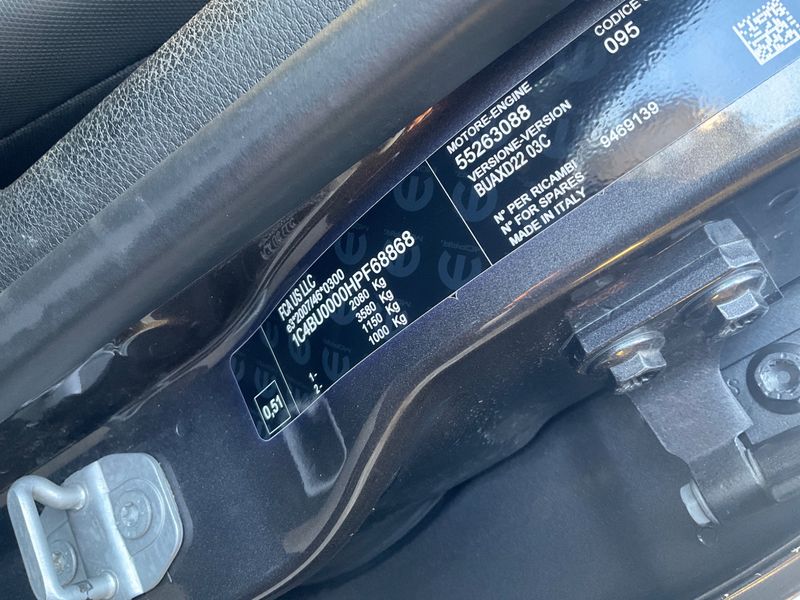 FCA US LLC
e3*2007/46*0300
1C4BU0000HPF68868
2080 Kg
3580 Kg
1- 1150 Kg
2- 1000 Kg
0,51
MOTORE-ENGINE
55263088
VERSIONE-VERSION
BUAXD22 03C
N° PER RICAMBI
N° FOR SPARES
MADE IN ITALY
9469139
CODICE
095